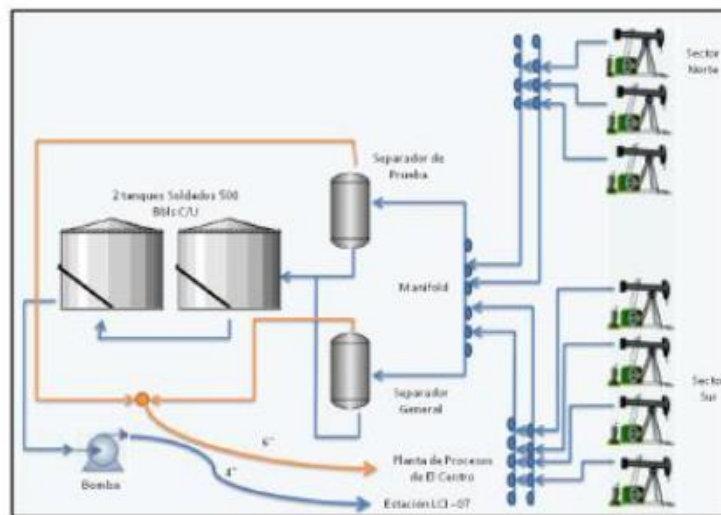 Sector
Norte
Separador de
Prueba
2 tanques Soldados 500
Bbls C/U
Manifold
Separador
General
Sector
Sur
6"
4"
Planta de Procesos
de El Centro
Bomba
Estación LCI -07